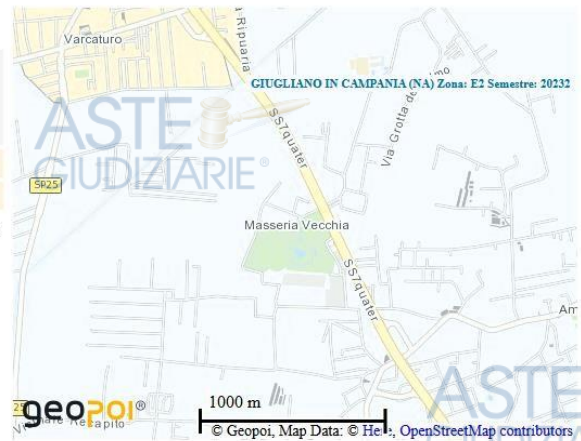 Varcaturo
Ripuaria
GIUGLIANO IN CAMPANIA (NA) Zona: E2 Semestre: 20232
Via Grotta
ASTE
GIUDIZIARIE®
SP25
SS7quater
Masseria Vecchia
SS7quater
Am
ASTE
1000 m
geopoi®
© Geopoi, Map Data: © Here, OpenStreetMap contributors